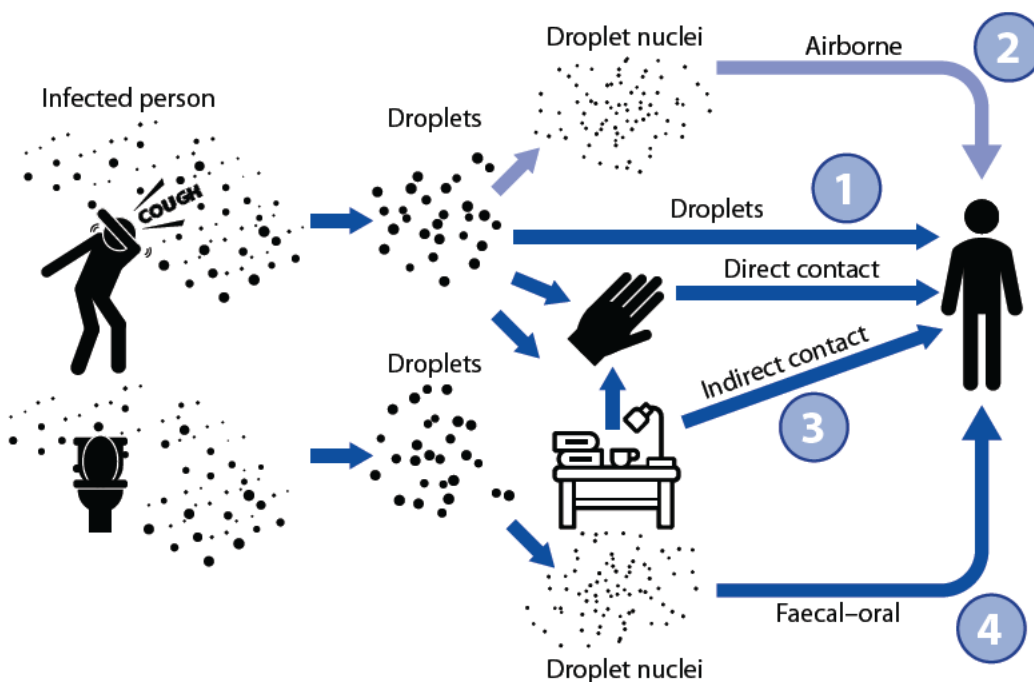 Droplet nuclei
Airborne
2
Infected person
Droplets
COUGH
1
Droplets
Direct contact
Droplets
Indirect contact
3
Faecal–oral
4
Droplet nuclei